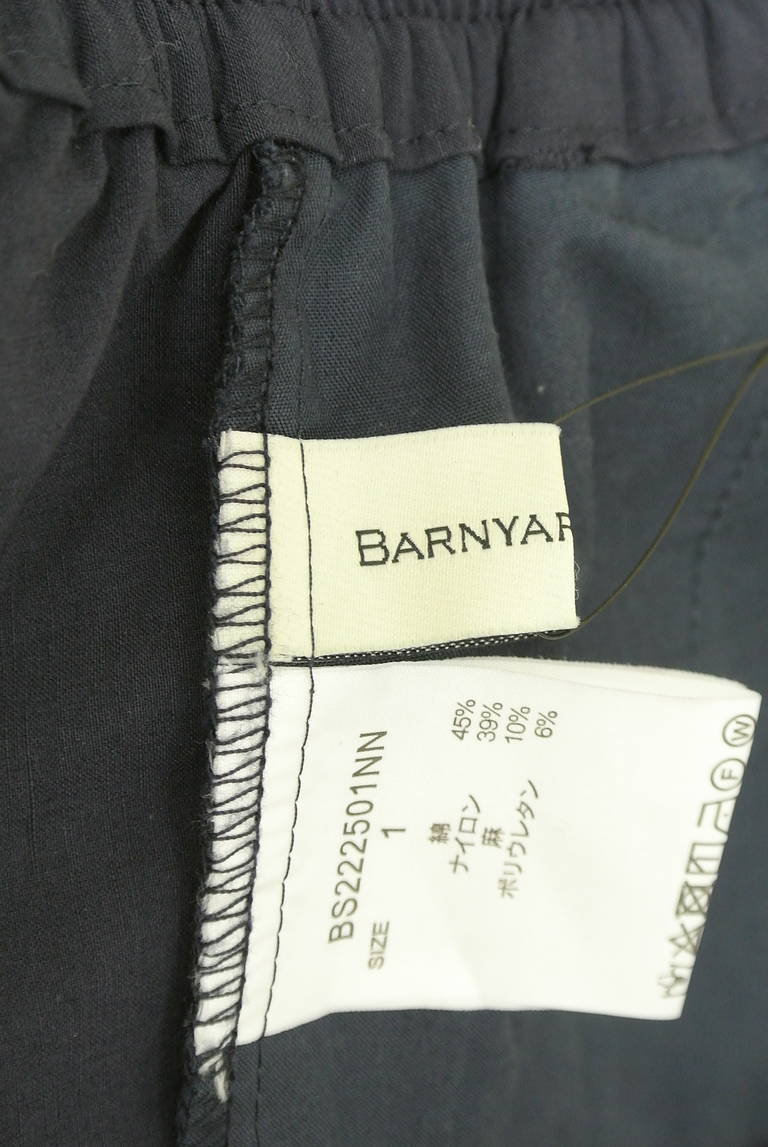 BARNYAR
BS222501NN
SIZE 1
綿 45%
ナイロン 39%
麻 10%
ポリウレタン 6%
F
W